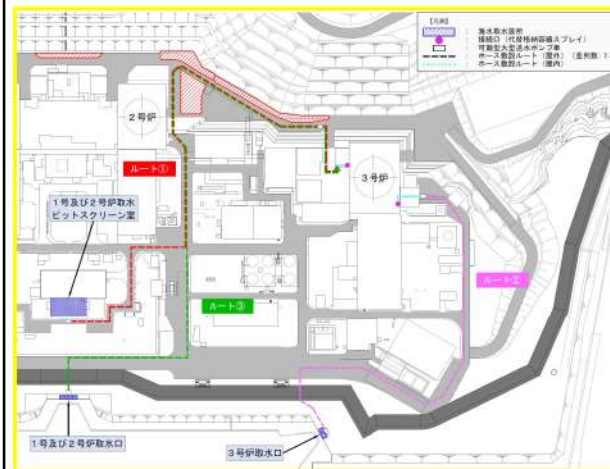 【凡例】
：海水取水箇所
：接続口（代替格納容器スプレイ）
：可搬型大型送水ポンプ車
：ホース敷設ルート（屋外）
：ホース敷設ルート（屋内）
2号炉
3号炉
ルート①
1号及び2号炉取水
ピットスクリーン室
ルート②
ルート③
1号及び2号炉取水口
3号炉取水口